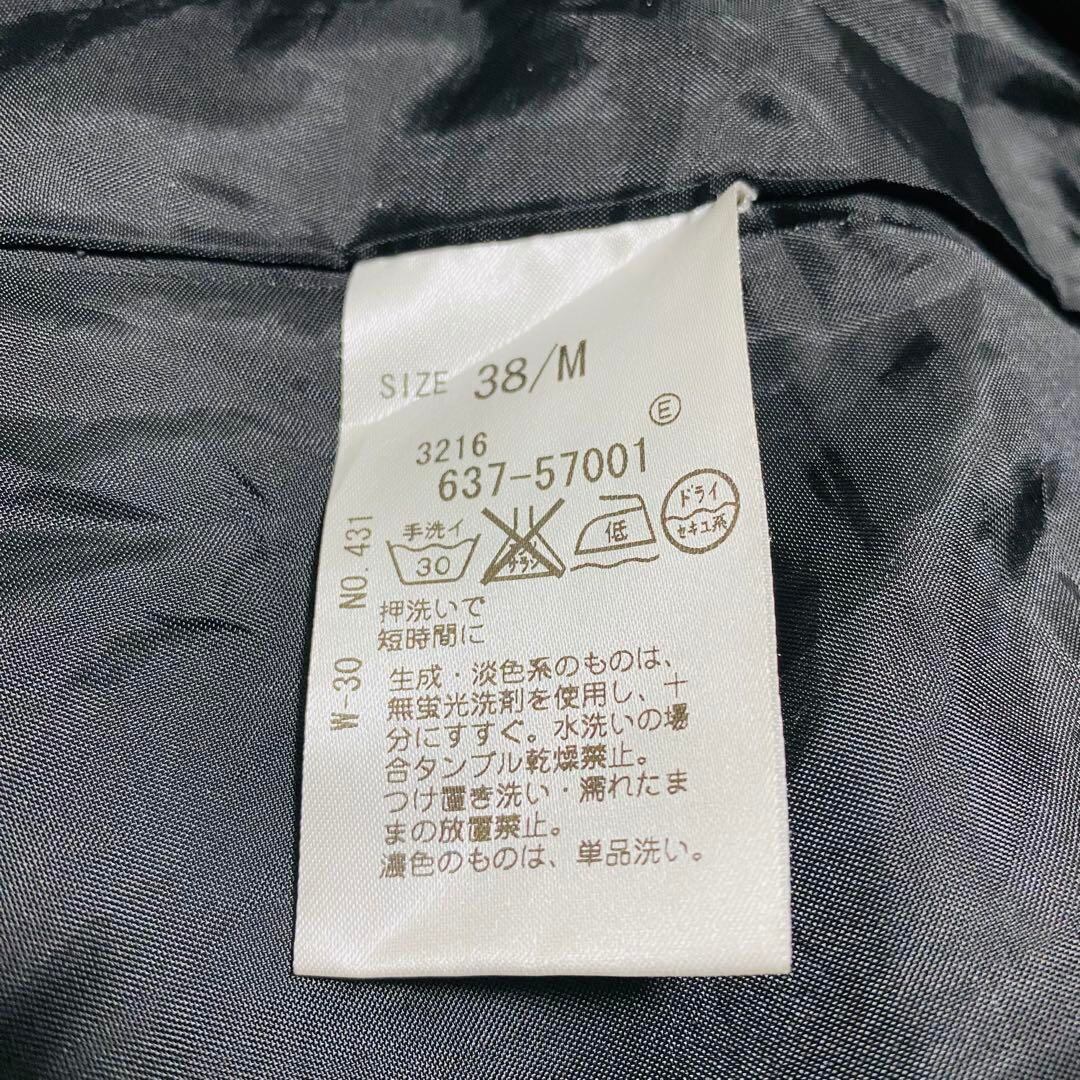 SIZE 38/M
Ⓔ
3216
637-57001
手洗イ
30
低
ドライ
セキユ系
押洗いで
短時間に
生成・淡色系のものは、
無蛍光洗剤を使用し、十
分にすすぐ。水洗いの場
合タンブル乾燥禁止。
つけ置き洗い・濡れたま
まの放置禁止。
濃色のものは、単品洗い。
W-30 NO.431